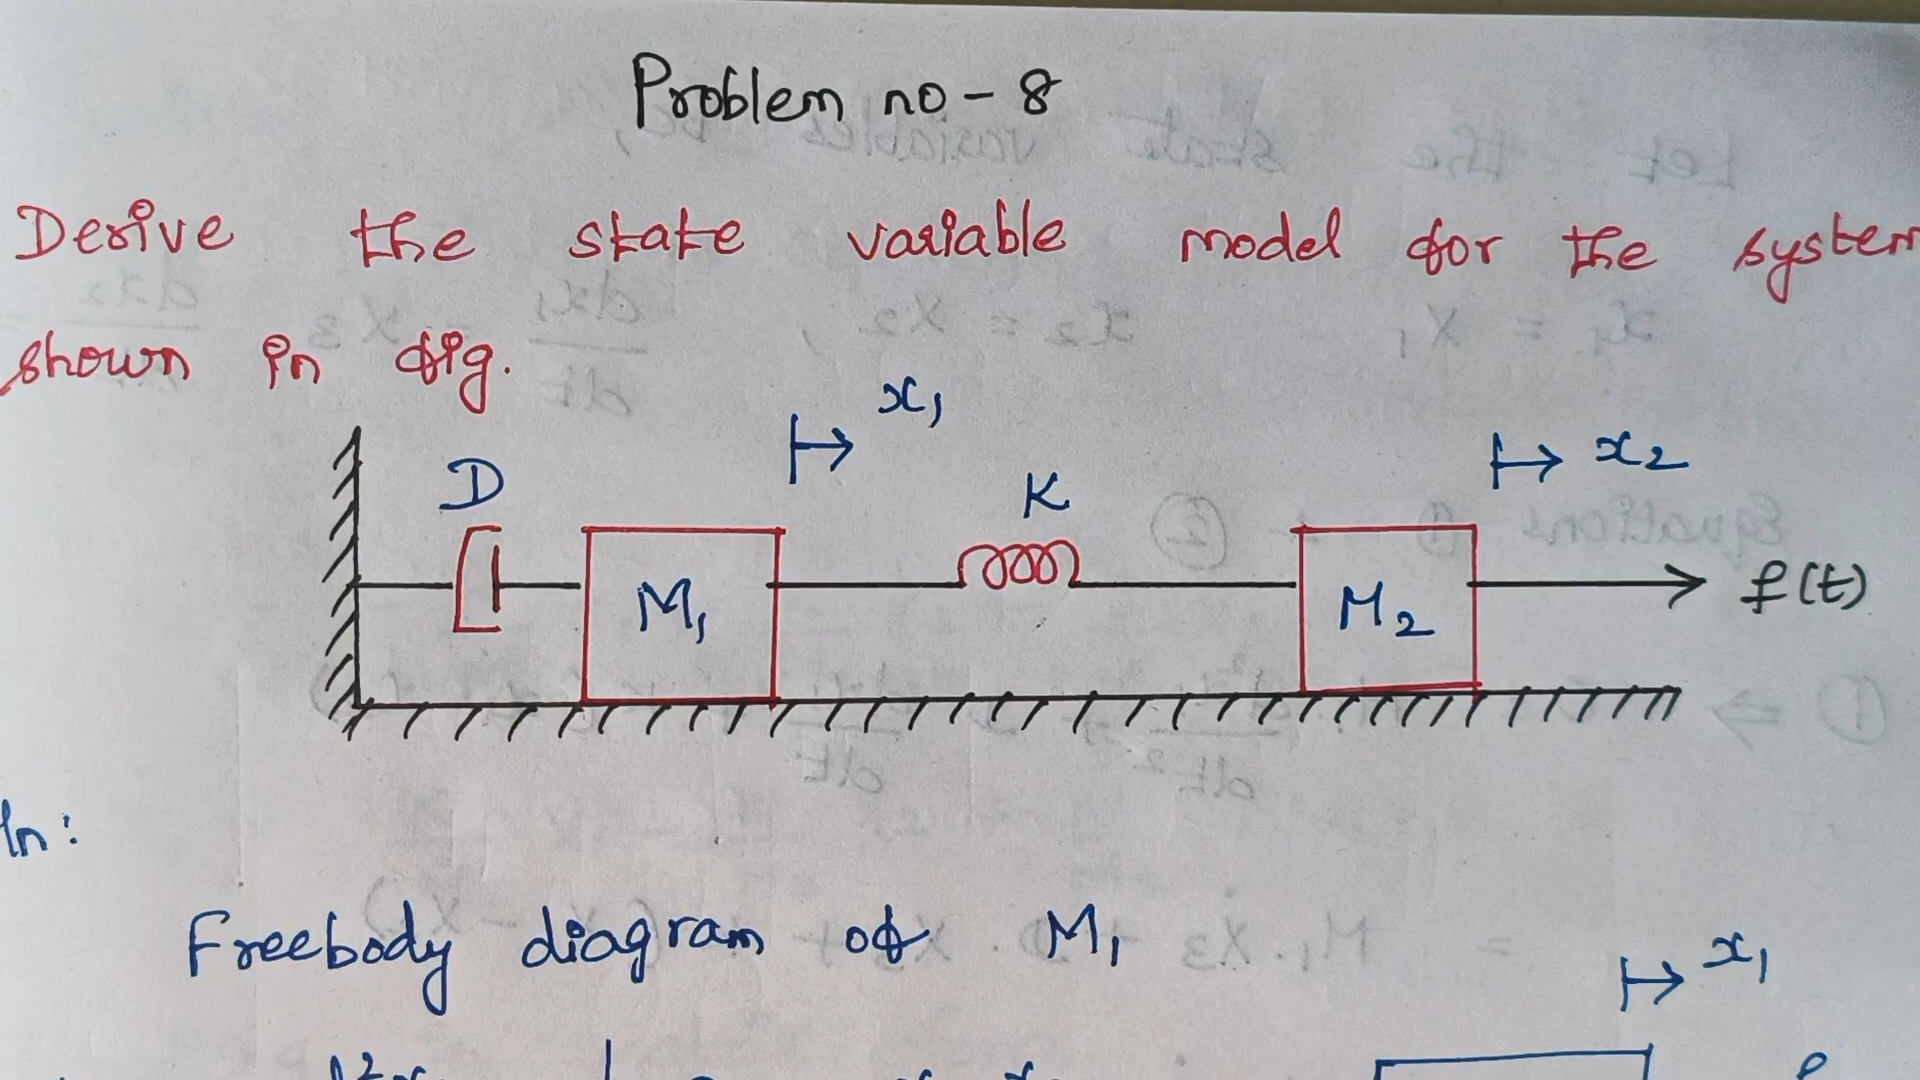 Problem no - 8
Derive the state variable model for the system
shown in fig.
x₁
x₂
D
K
M₁
M₂
f(t)
ln:
Freebody diagram of M₁
x₁